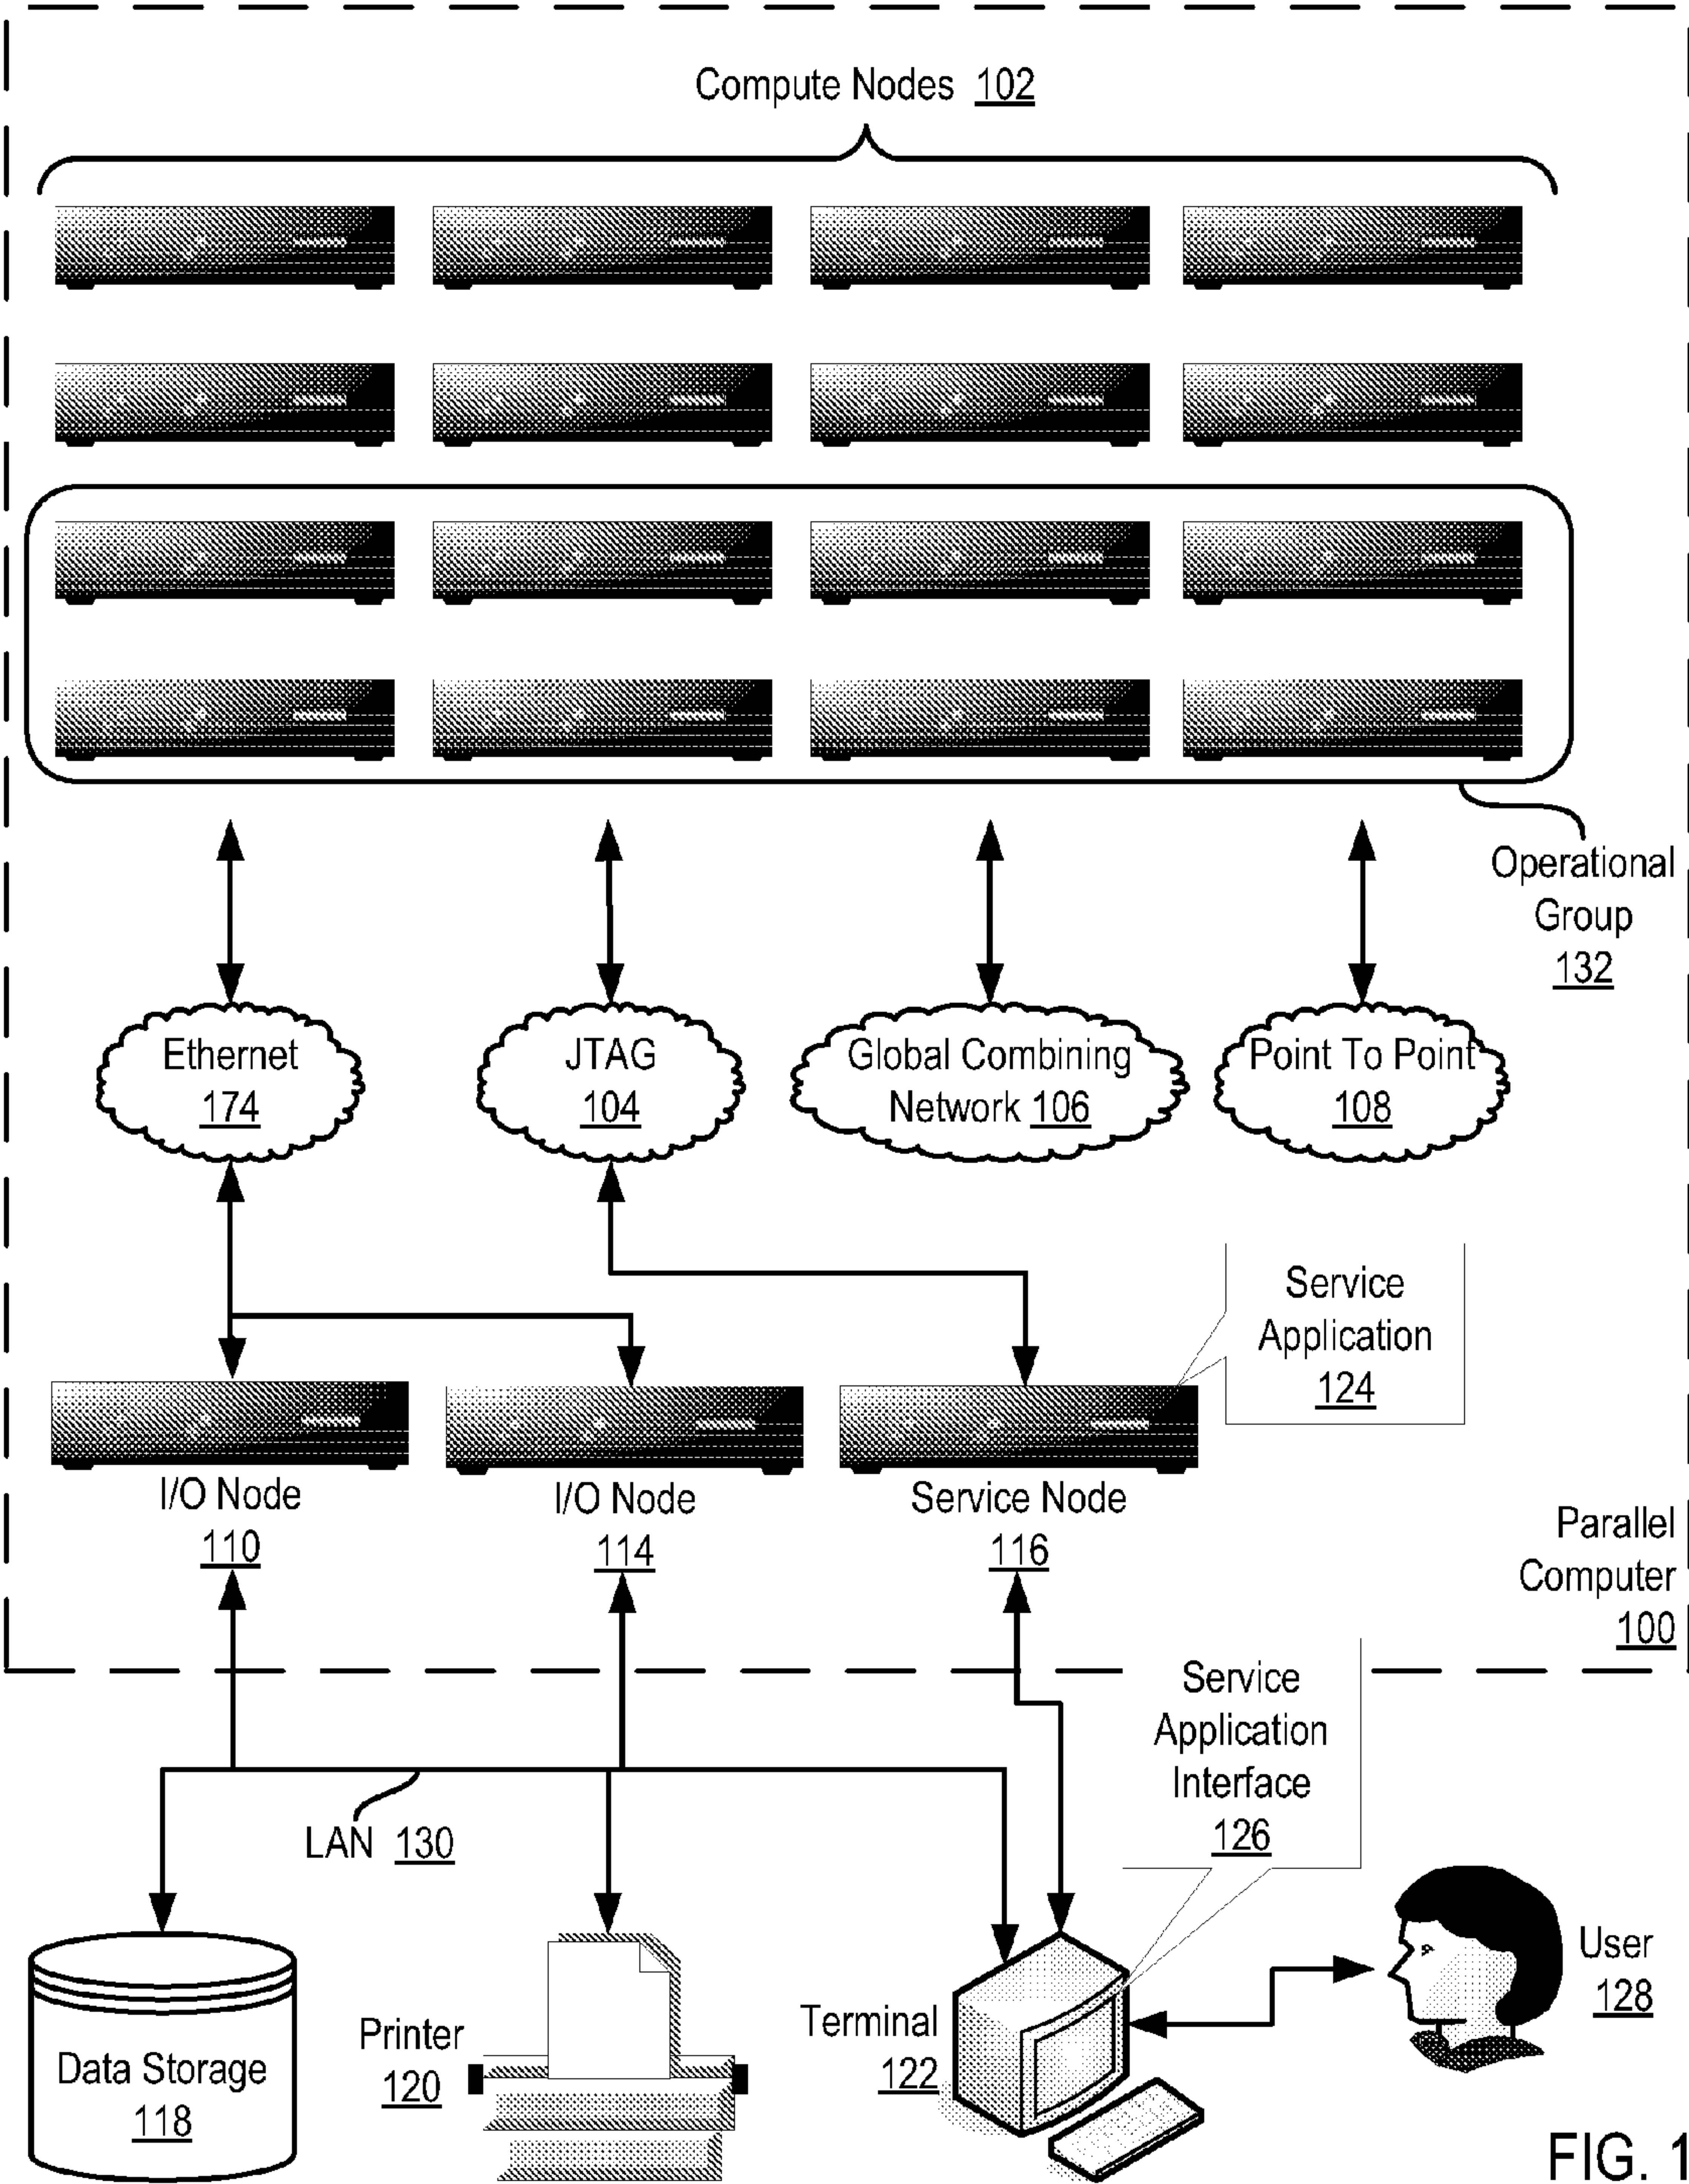 Compute Nodes 102
Operational
Group
132
Ethernet
174
JTAG
104
Global Combining
Network 106
Point To Point
108
Service
Application
124
I/O Node
110
I/O Node
114
Service Node
116
Parallel
Computer
100
Service
Application
Interface
126
LAN 130
Data Storage
118
Printer
120
Terminal
122
User
128
FIG. 1